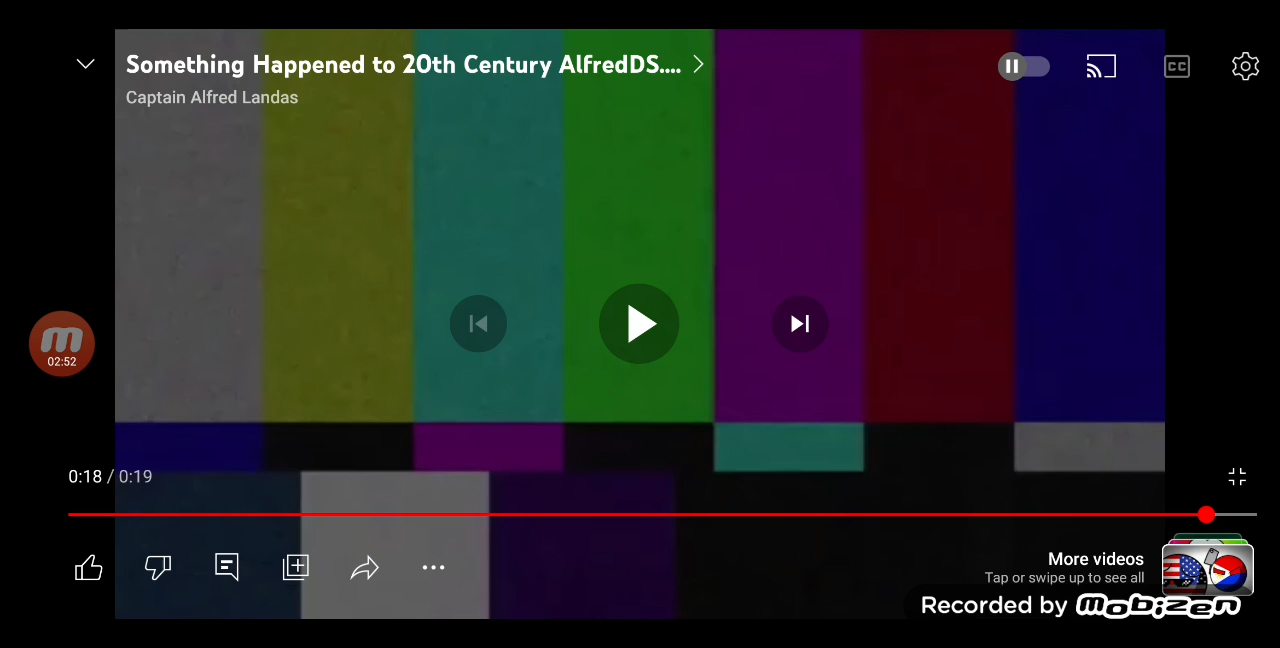 Something Happened to 20th Century AlfredDS....
Captain Alfred Landas
CC
m
02:52
0:18 / 0:19
More videos
Tap or swipe up to see all
Recorded by mobizen